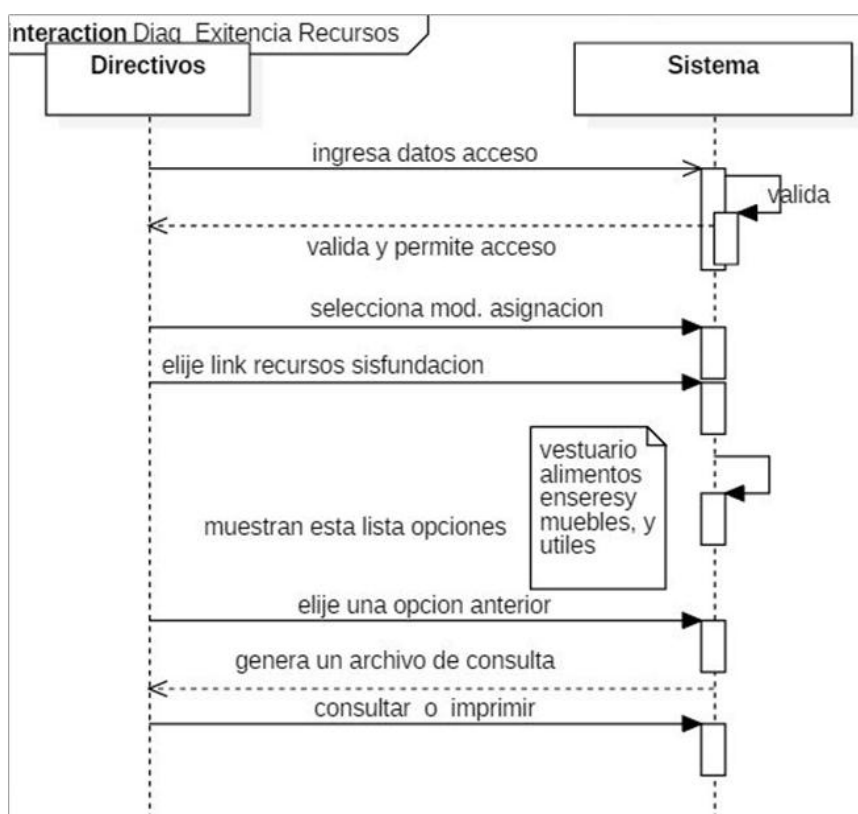 interaction Diag_Exitencia Recursos
Directivos
Sistema
ingresa datos acceso
valida
valida y permite acceso
selecciona mod. asignacion
elije link recursos sisfundacion
vestuario
alimentos
enseresy
muebles, y
utiles
muestran esta lista opciones
elije una opcion anterior
genera un archivo de consulta
consultar o imprimir